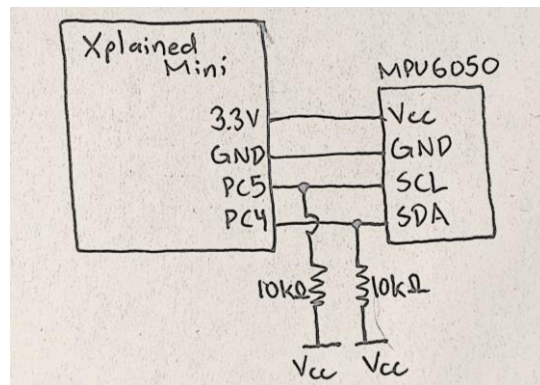 Xplained
Mini
MPU6050
3.3V
Vcc
GND
GND
PC5
SCL
PC4
SDA
10kΩ
10kΩ
Vcc
Vcc